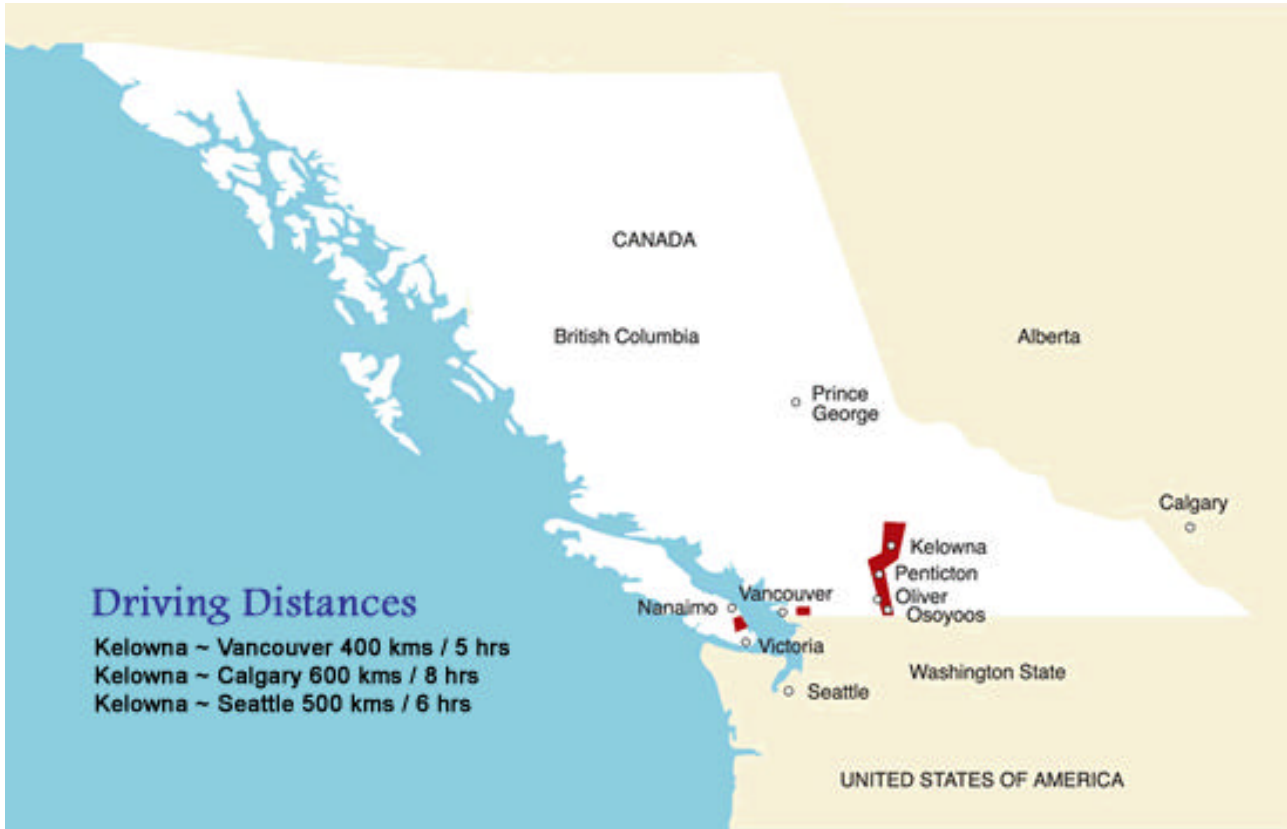 CANADA
British Columbia
Alberta
Prince
George
Calgary
Kelowna
Penticton
Oliver
Osoyoos
Vancouver
Nanaimo
Victoria
Seattle
Washington State
UNITED STATES OF AMERICA
Driving Distances
Kelowna ~ Vancouver 400 kms / 5 hrs
Kelowna ~ Calgary 600 kms / 8 hrs
Kelowna ~ Seattle 500 kms / 6 hrs